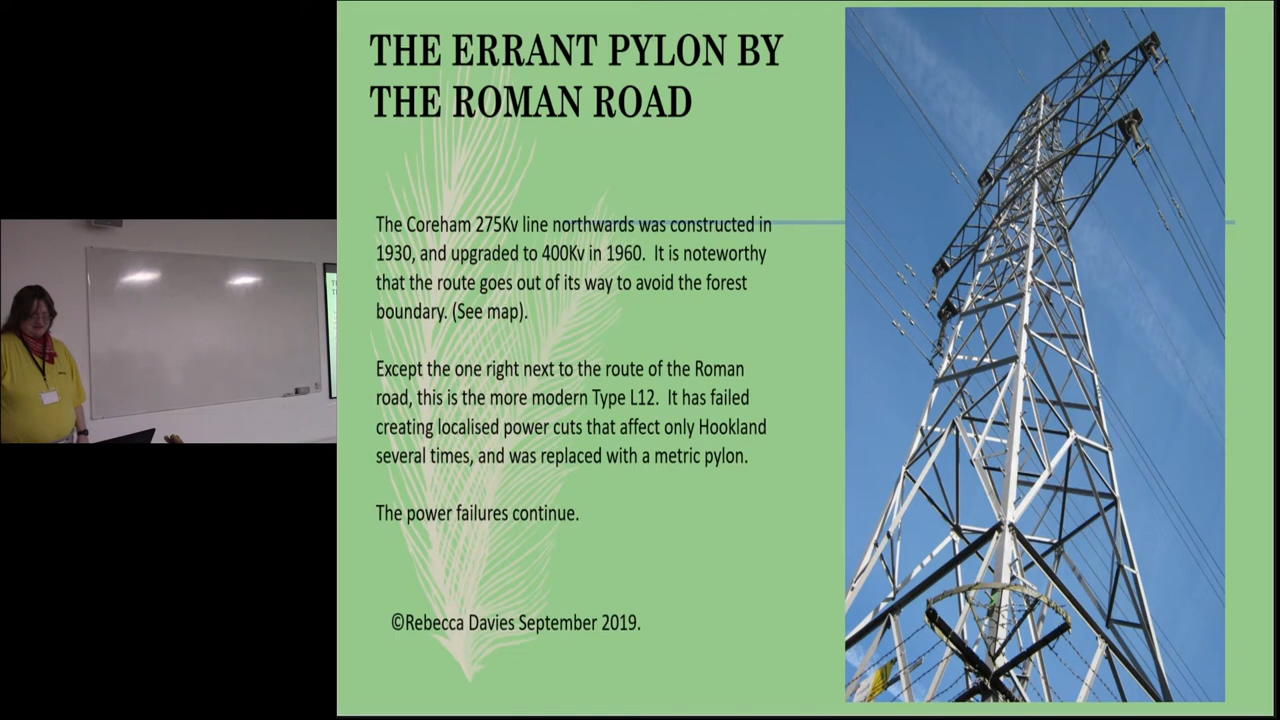 THE ERRANT PYLON BY
THE ROMAN ROAD
The Coreham 275Kv line northwards was constructed in
1930, and upgraded to 400Kv in 1960.  It is noteworthy
that the route goes out of its way to avoid the forest
boundary. (See map).
Except the one right next to the route of the Roman
road, this is the more modern Type L12.  It has failed
creating localised power cuts that affect only Hookland
several times, and was replaced with a metric pylon.
The power failures continue.
©Rebecca Davies September 2019.